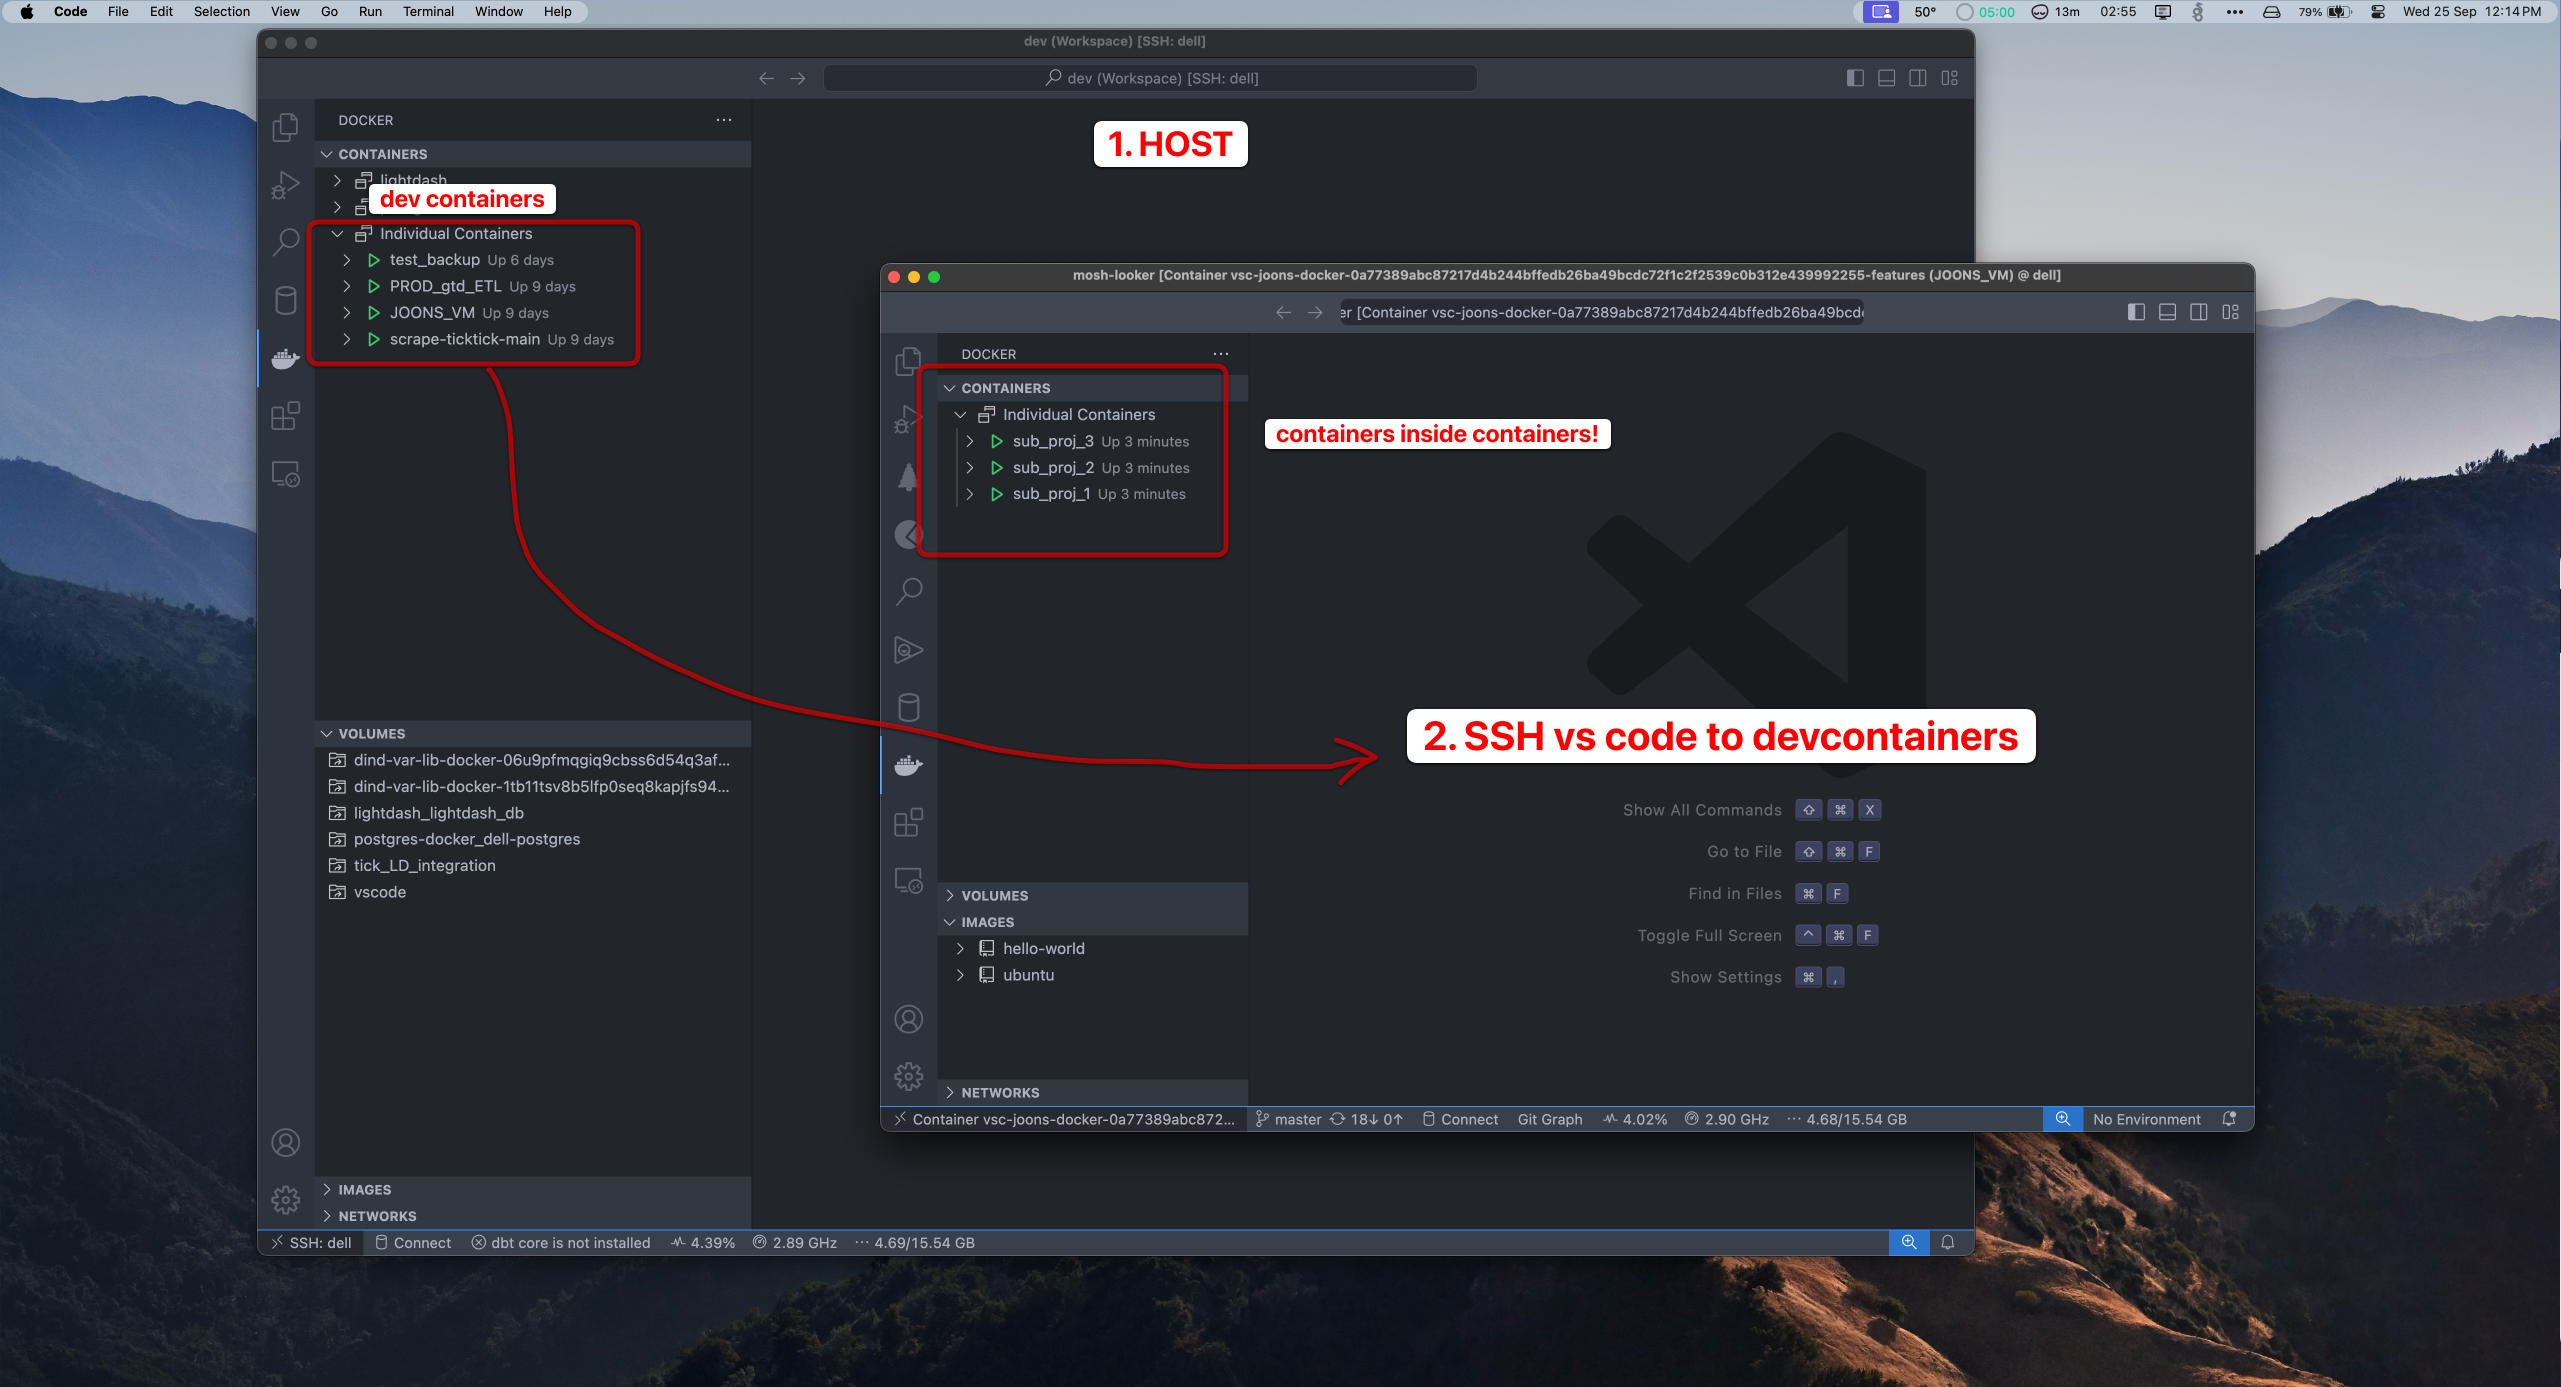 Code File Edit Selection View Go Run Terminal Window Help
50° 05:00 13m 02:55 79% Wed 25 Sep 12:14 PM
dev (Workspace) [SSH: dell]
dev (Workspace) [SSH: dell]
DOCKER
1. HOST
CONTAINERS
lightdash
dev containers
Individual Containers
test_backup Up 6 days
PROD_gtd_ETL Up 9 days
JOONS_VM Up 9 days
scrape-ticktick-main Up 9 days
VOLUMES
dind-var-lib-docker-06u9pfmqgiq9cbss6d54q3af...
dind-var-lib-docker-1tb11tsv8b5lfp0seq8kapjfs94...
lightdash_lightdash_db
postgres-docker_dell-postgres
tick_LD_integration
vscode
IMAGES
NETWORKS
SSH: dell Connect dbt core is not installed 4.39% 2.89 GHz 4.69/15.54 GB
mosh-looker [Container vsc-joons-docker-0a77389abc87217d4b244bffedb26ba49bcdc72f1c2f2539c0b312e439992255-features (JOONS_VM) @ dell]
er [Container vsc-joons-docker-0a77389abc87217d4b244bffedb26ba49bcd
DOCKER
CONTAINERS
Individual Containers
sub_proj_3 Up 3 minutes
sub_proj_2 Up 3 minutes
sub_proj_1 Up 3 minutes
containers inside containers!
2. SSH vs code to devcontainers
Show All Commands ⇧ ⌘ X
Go to File ⇧ ⌘ F
Find in Files ⌘ F
Toggle Full Screen ^ ⌘ F
Show Settings ⌘ ,
VOLUMES
IMAGES
hello-world
ubuntu
NETWORKS
Container vsc-joons-docker-0a77389abc872... master 18↓ 0↑ Connect Git Graph 4.02% 2.90 GHz 4.68/15.54 GB No Environment